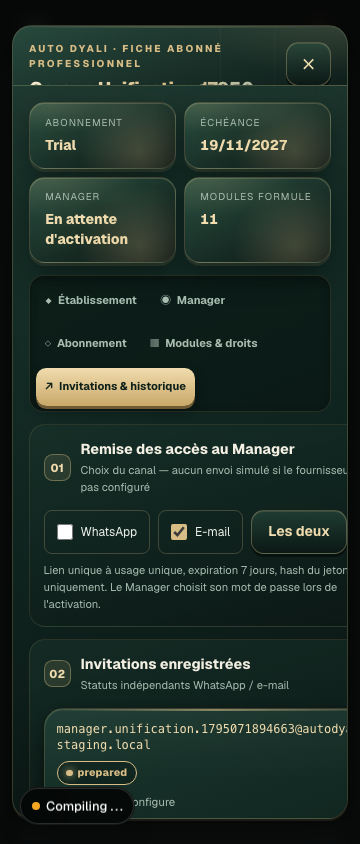 AUTO DYALI · FICHE ABONNÉ
PROFESSIONNEL
×
ABONNEMENT
Trial
ÉCHÉANCE
19/11/2027
MANAGER
En attente
d'activation
MODULES FORMULE
11
Établissement
Manager
Abonnement
Modules & droits
↗ Invitations & historique
01
Remise des accès au Manager
Choix du canal — aucun envoi simulé si le fournisseu
pas configuré
WhatsApp
E-mail
Les deux
Lien unique à usage unique, expiration 7 jours, hash du jeton
uniquement. Le Manager choisit son mot de passe lors de
l'activation.
02
Invitations enregistrées
Statuts indépendants WhatsApp / e-mail
manager.unification.1795071894663@autodya
staging.local
prepared
onfigure
Compiling ...